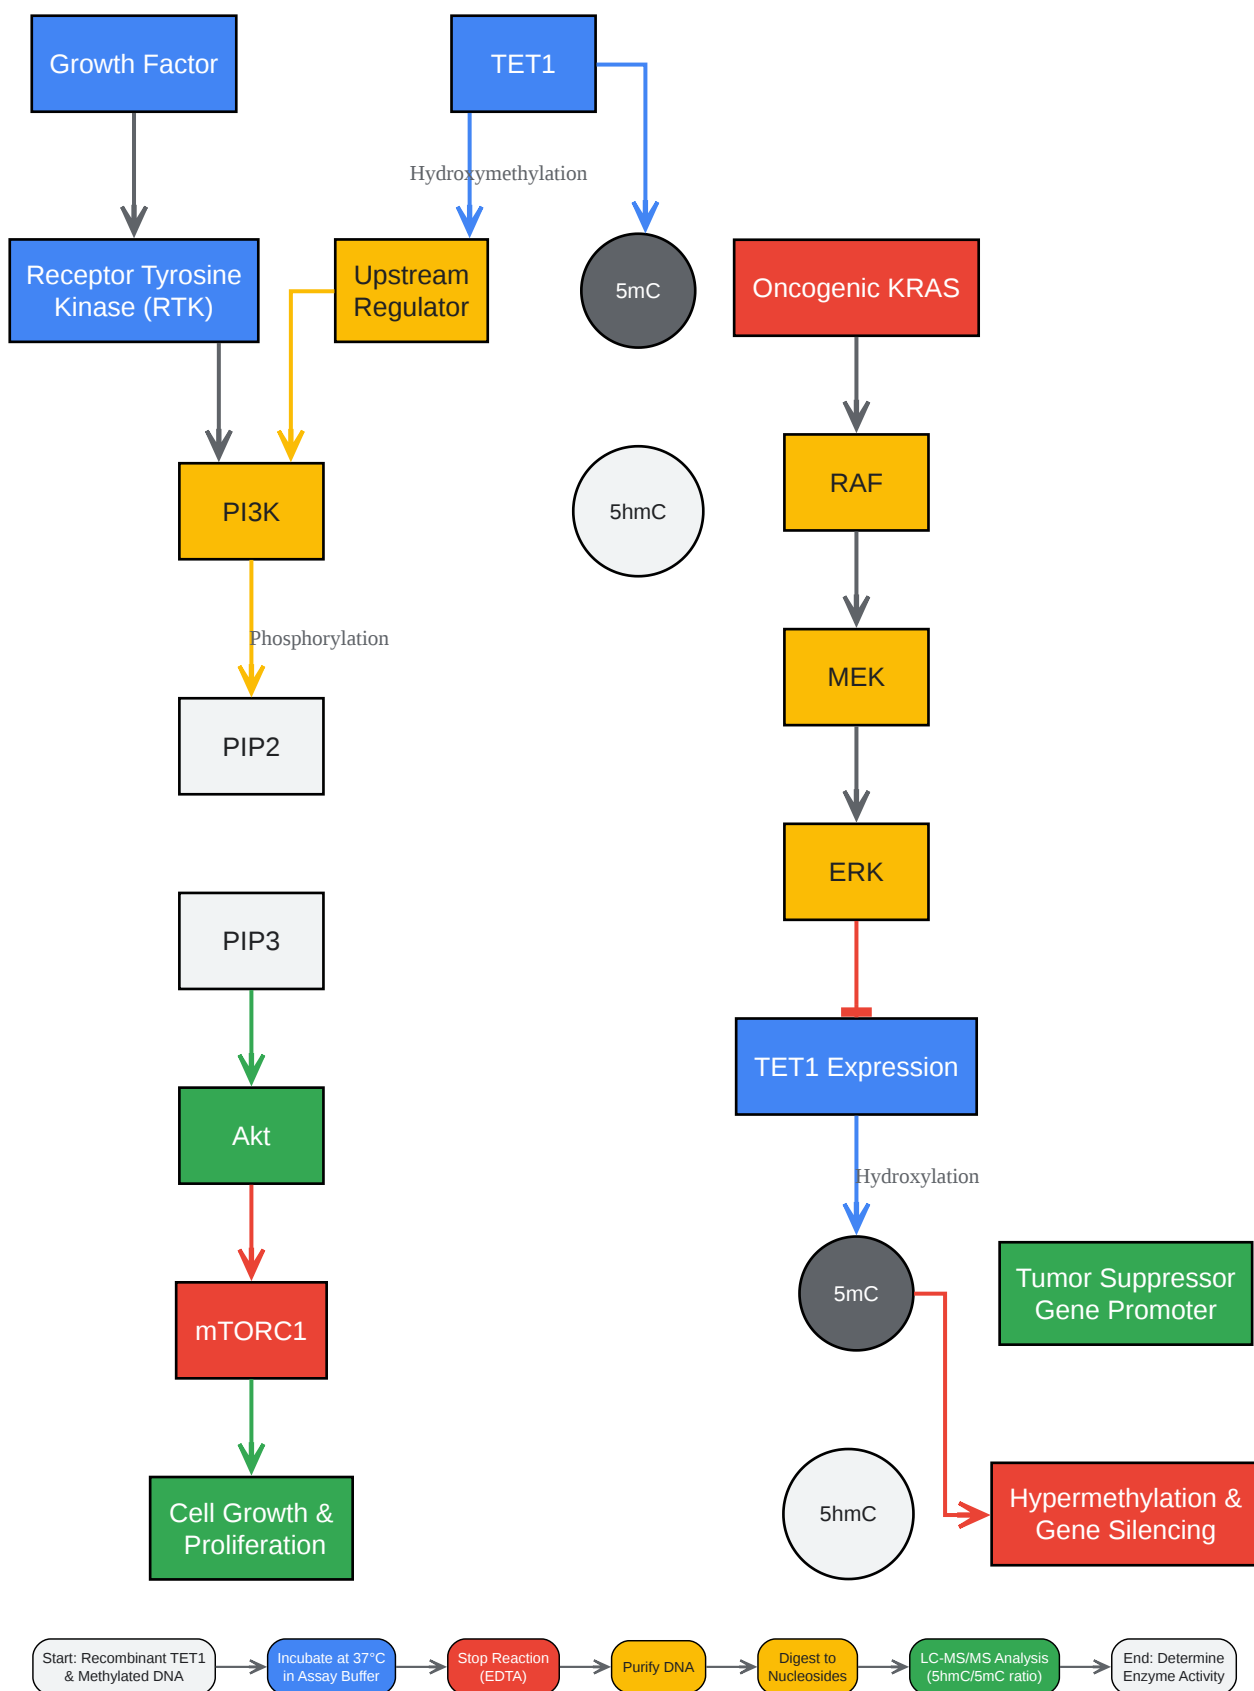 Growth Factor
TET1
Hydroxymethylation
Receptor Tyrosine
Kinase (RTK)
Upstream
Regulator
5mC
Oncogenic KRAS
PI3K
5hmC
RAF
Phosphorylation
MEK
PIP2
ERK
PIP3
TET1 Expression
Akt
Hydroxylation
mTORC1
5mC
Tumor Suppressor
Gene Promoter
Cell Growth &
Proliferation
5hmC
Hypermethylation &
Gene Silencing
Start: Recombinant TET1
& Methylated DNA
Incubate at 37°C
in Assay Buffer
Stop Reaction
(EDTA)
Purify DNA
Digest to
Nucleosides
LC-MS/MS Analysis
(5hmC/5mC ratio)
End: Determine
Enzyme Activity